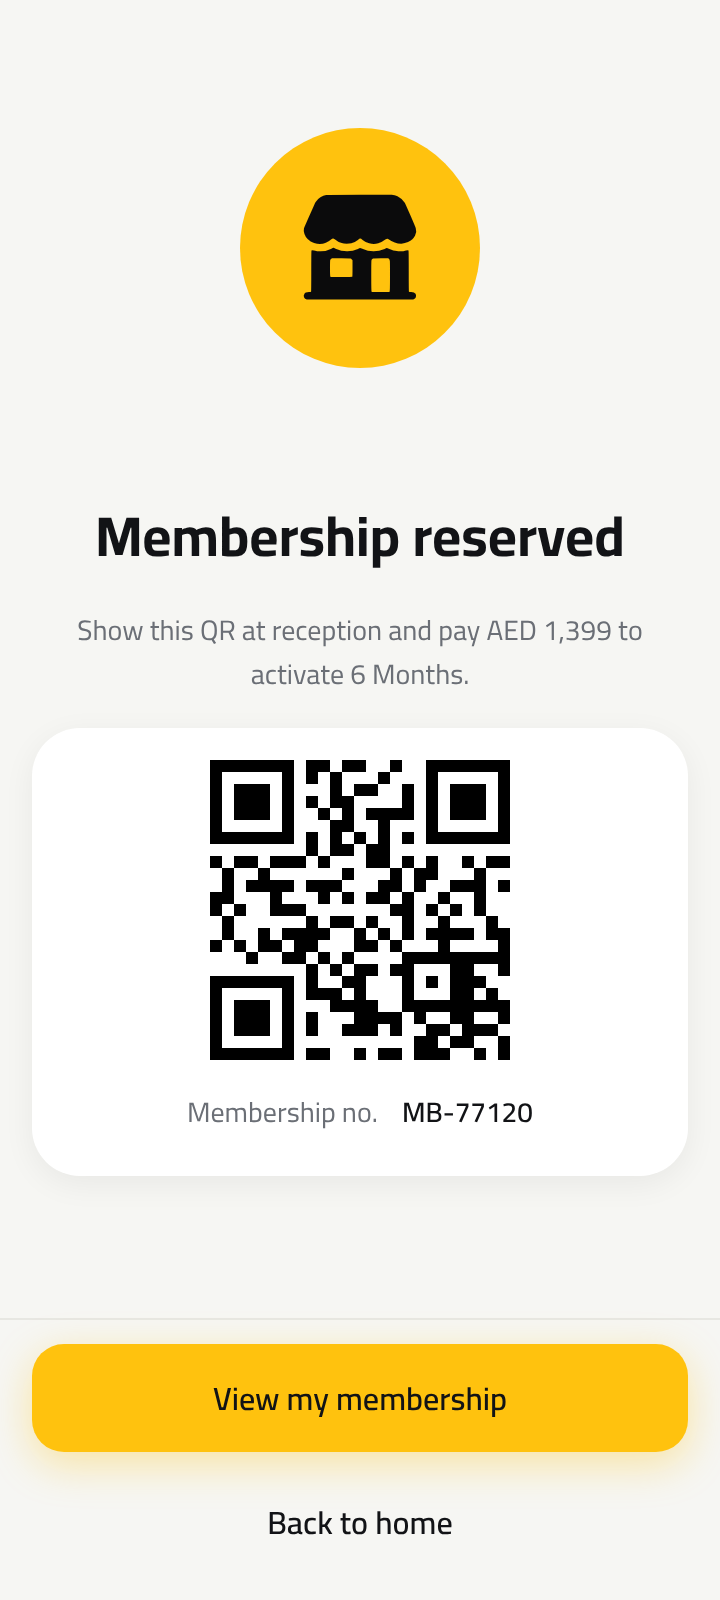 Membership reserved
Show this QR at reception and pay AED 1,399 to
activate 6 Months.
Membership no. MB-77120
View my membership
Back to home